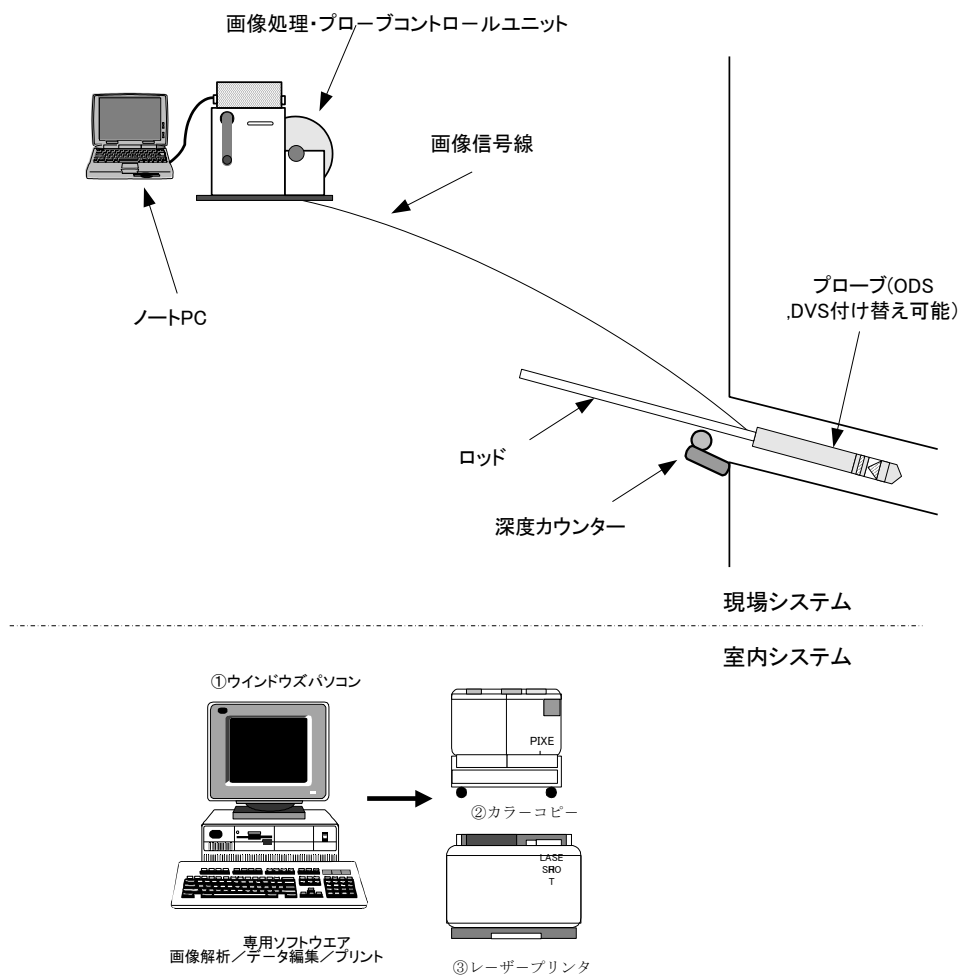 画像処理・プローブコントロールユニット
画像信号線
プローブ(ODS
,DVS付け替え可能)
ノートPC
ロッド
深度カウンター
現場システム
室内システム
①ウインドウズパソコン
PIXE
②カラーコピー
LASE
SHO
T
専用ソフトウエア
画像解析/データ編集/プリント
③レーザープリンタ